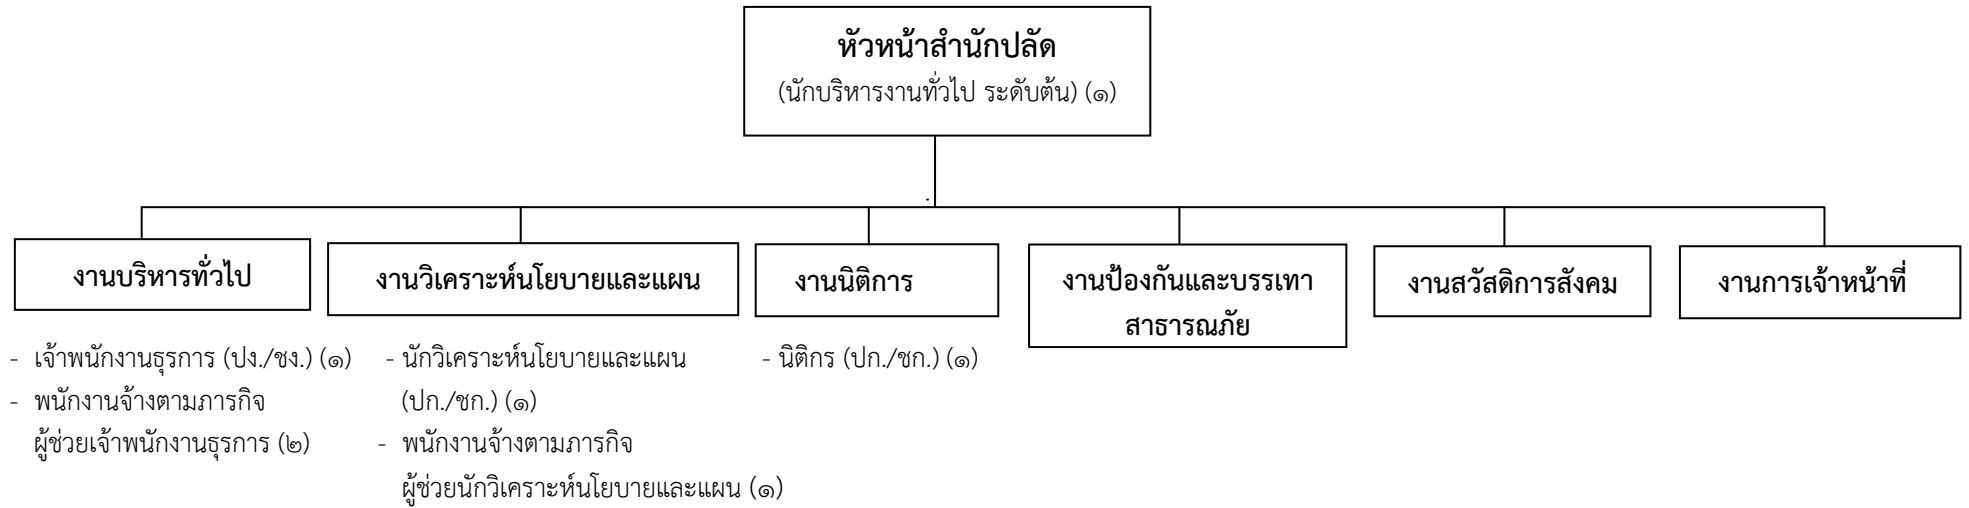 หัวหน้าสำนักปลัด
(นักบริหารงานทั่วไป ระดับต้น) (๑)
งานบริหารทั่วไป
งานวิเคราะห์นโยบายและแผน
งานนิติการ
งานป้องกันและบรรเทา
สาธารณภัย
งานสวัสดิการสังคม
งานการเจ้าหน้าที่
- เจ้าพนักงานธุรการ (ปง./ชง.) (๑)
- พนักงานจ้างตามภารกิจ
ผู้ช่วยเจ้าพนักงานธุรการ (๒)
- นักวิเคราะห์นโยบายและแผน
(ปก./ชก.) (๑)
- พนักงานจ้างตามภารกิจ
ผู้ช่วยนักวิเคราะห์นโยบายและแผน (๑)
- นิติกร (ปก./ชก.) (๑)